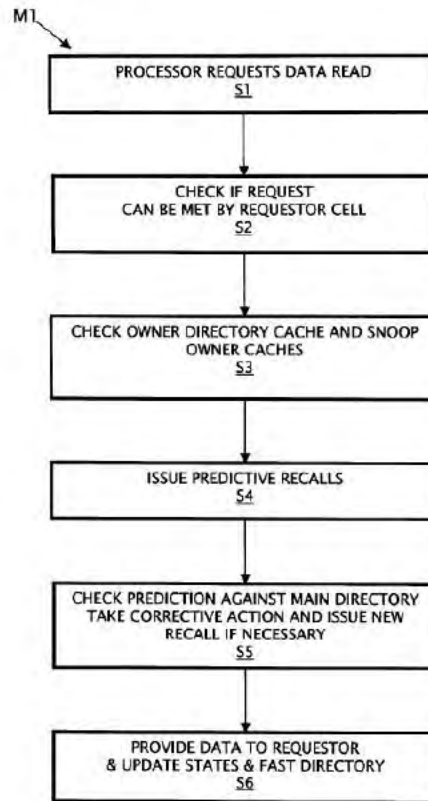 M1
PROCESSOR REQUESTS DATA READ
S1
CHECK IF REQUEST
CAN BE MET BY REQUESTOR CELL
S2
CHECK OWNER DIRECTORY CACHE AND SNOOP
OWNER CACHES
S3
ISSUE PREDICTIVE RECALLS
S4
CHECK PREDICTION AGAINST MAIN DIRECTORY
TAKE CORRECTIVE ACTION AND ISSUE NEW
RECALL IF NECESSARY
S5
PROVIDE DATA TO REQUESTOR
& UPDATE STATES & FAST DIRECTORY
S6